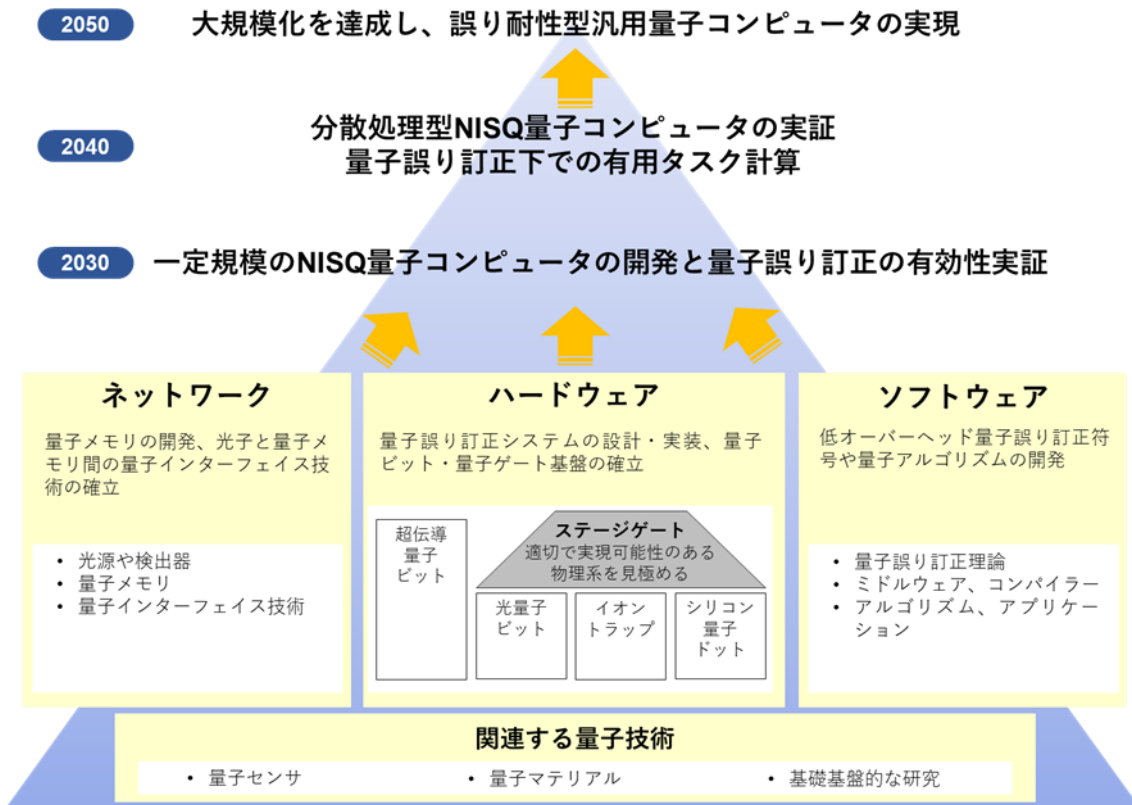 2050
大規模化を達成し、誤り耐性型汎用量子コンピュータの実現
2040
分散処理型NISQ量子コンピュータの実証
量子誤り訂正下での有用タスク計算
2030
一定規模のNISQ量子コンピュータの開発と量子誤り訂正の有効性実証
ネットワーク
量子メモリの開発、光子と量子メ
モリ間の量子インターフェイス技
術の確立
• 光源や検出器
• 量子メモリ
• 量子インターフェイス技術
ハードウェア
量子誤り訂正システムの設計・実装、量子
ビット・量子ゲート基盤の確立
超伝導
量子
ビット
ステージゲート
適切で実現可能性のある
物理系を見極める
光量子
ビット
イオン
トラップ
シリコン
量子
ドット
ソフトウェア
低オーバーヘッド量子誤り訂正符
号や量子アルゴリズムの開発
• 量子誤り訂正理論
• ミドルウェア、コンパイラー
• アルゴリズム、アプリケー
ション
関連する量子技術
• 量子センサ
• 量子マテリアル
• 基礎基盤的な研究